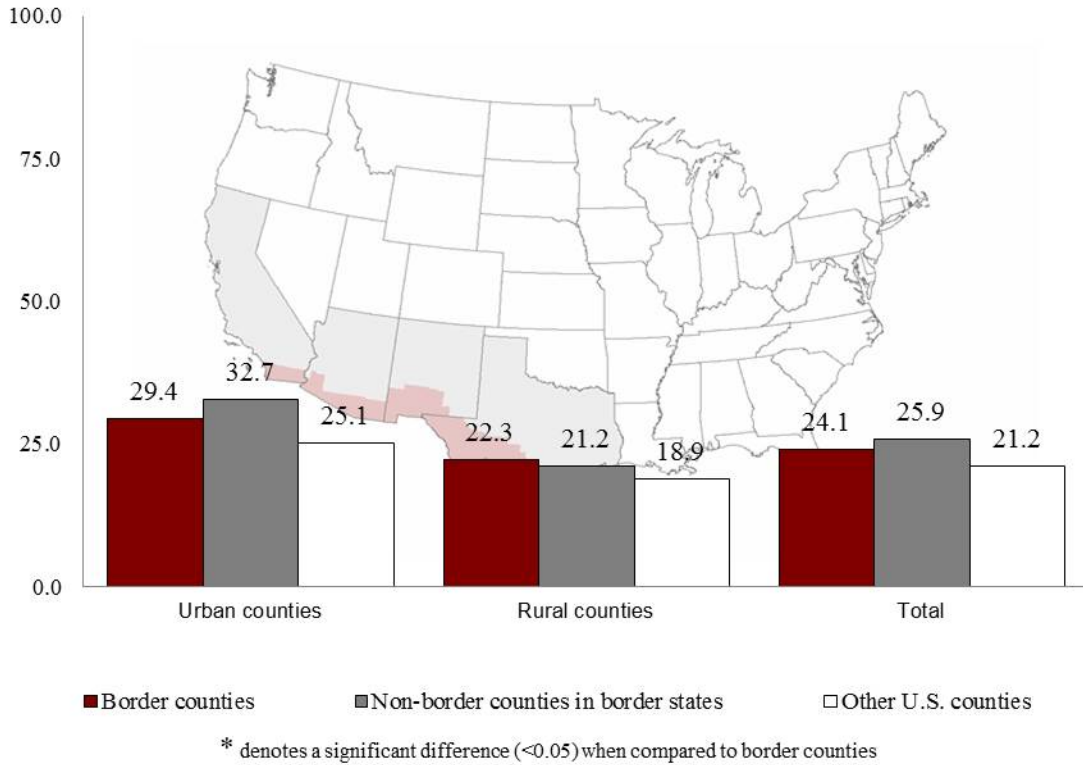 100.0
75.0
50.0
25.0
0.0
29.4
32.7
25.1
22.3
21.2
18.9
24.1
25.9
21.2
Urban counties
Rural counties
Total
Border counties
Non-border counties in border states
Other U.S. counties
* denotes a significant difference (<0.05) when compared to border counties